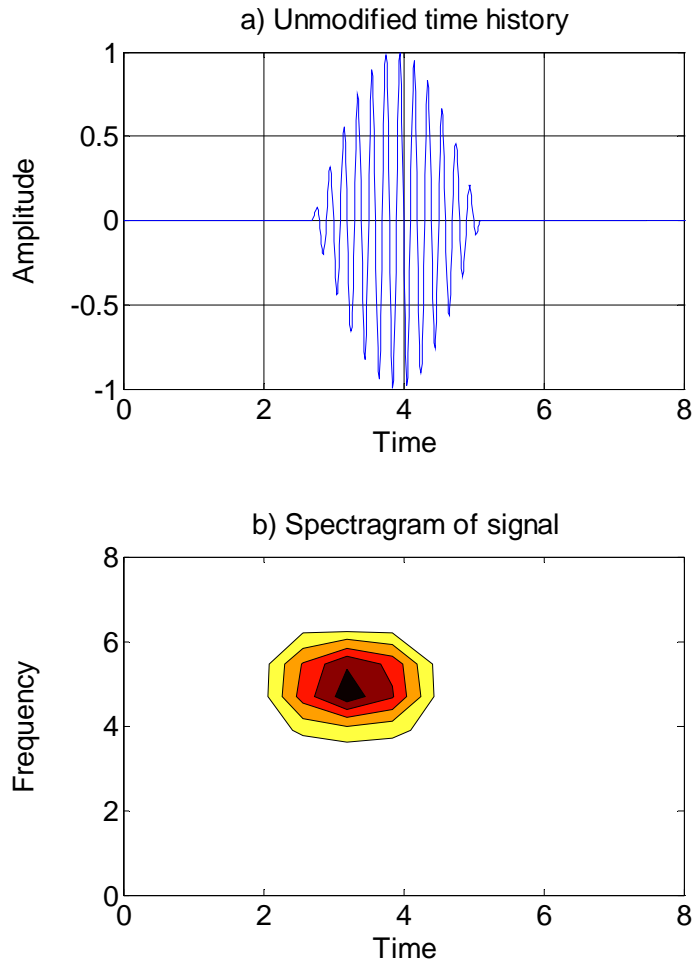 a) Unmodified time history
1
0.5
0
-0.5
-1
Amplitude
0 2 4 6 8
Time
b) Spectragram of signal
8
6
4
2
0
Frequency
0 2 4 6 8
Time